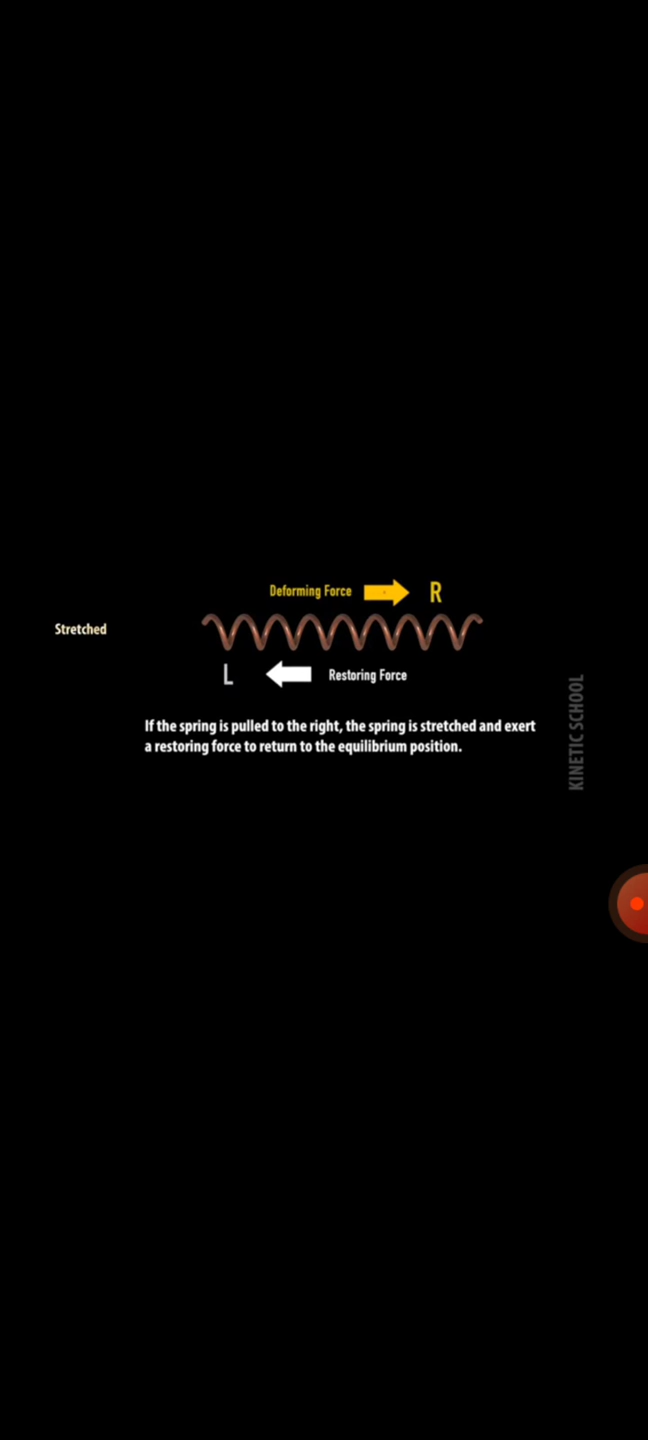 Deforming Force R
Stretched
L Restoring Force
If the spring is pulled to the right, the spring is stretched and exert
a restoring force to return to the equilibrium position.
KINETIC SCHOOL